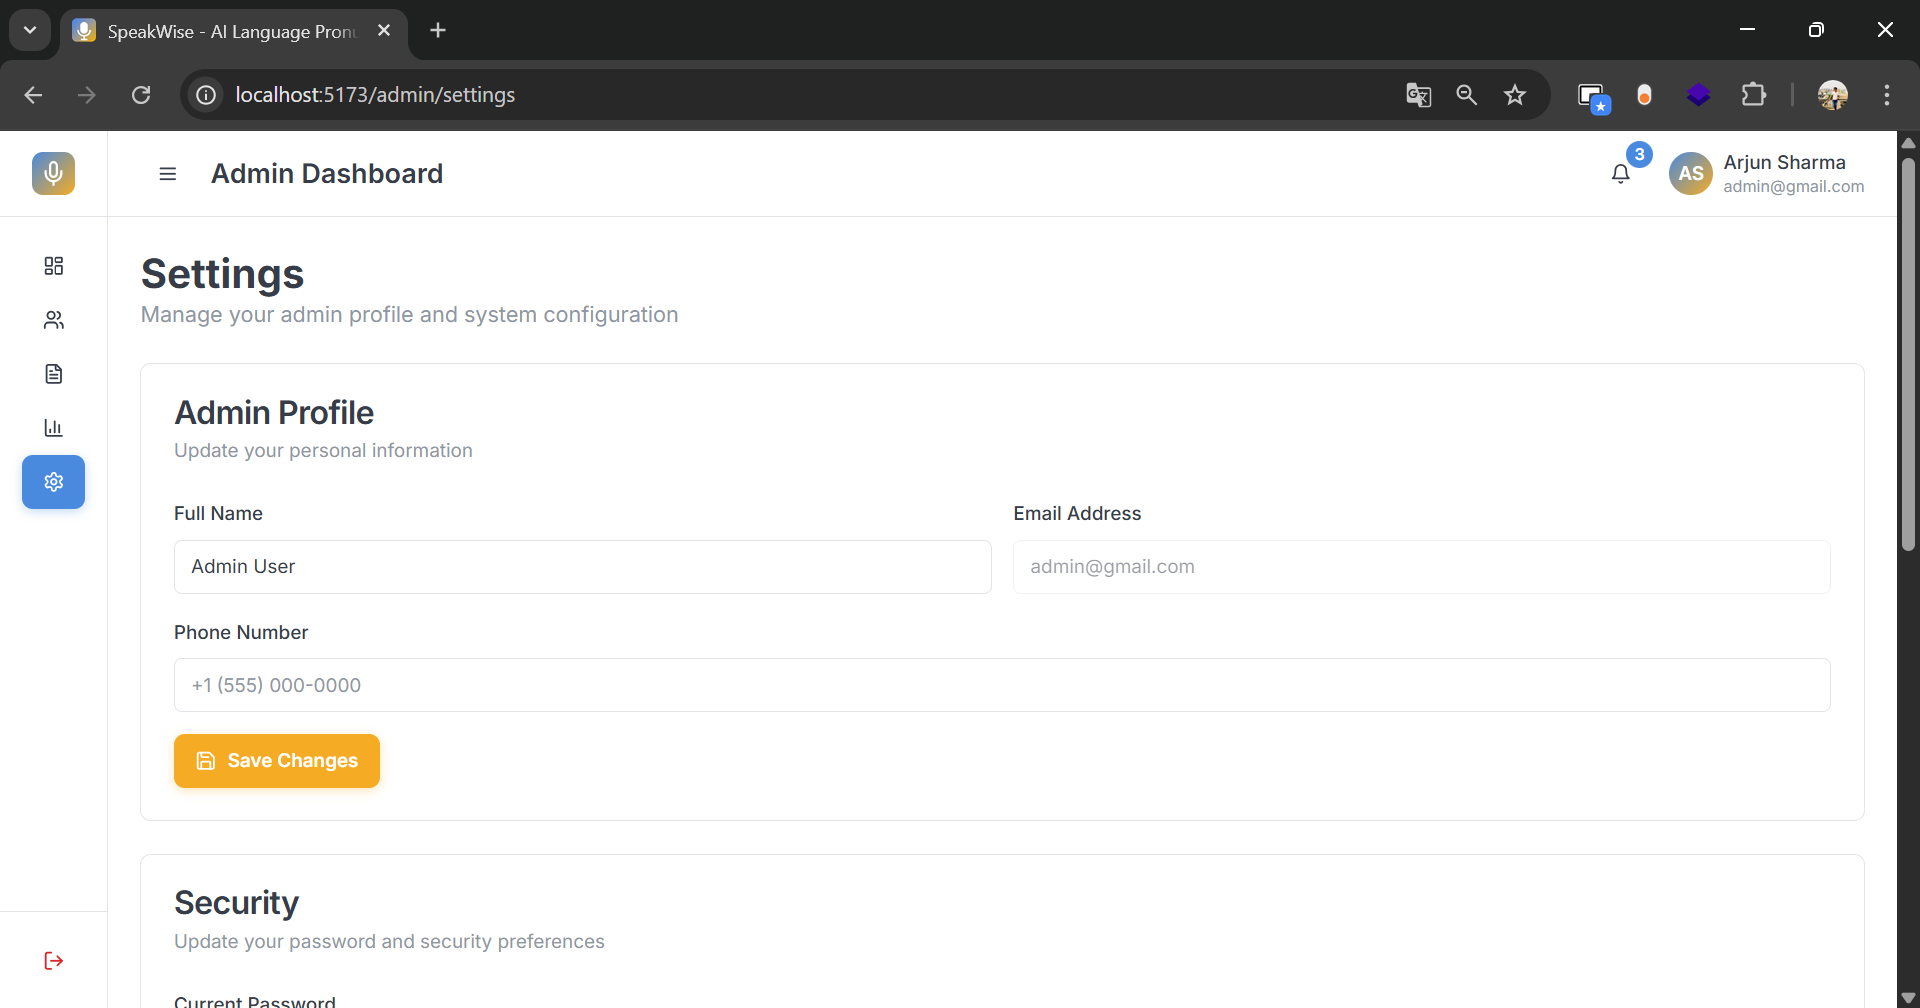 SpeakWise - AI Language Pron
localhost:5173/admin/settings
Admin Dashboard
3
AS
Arjun Sharma
admin@gmail.com
Settings
Manage your admin profile and system configuration
Admin Profile
Update your personal information
Full Name
Email Address
Admin User
admin@gmail.com
Phone Number
+1 (555) 000-0000
Save Changes
Security
Update your password and security preferences
Current Password